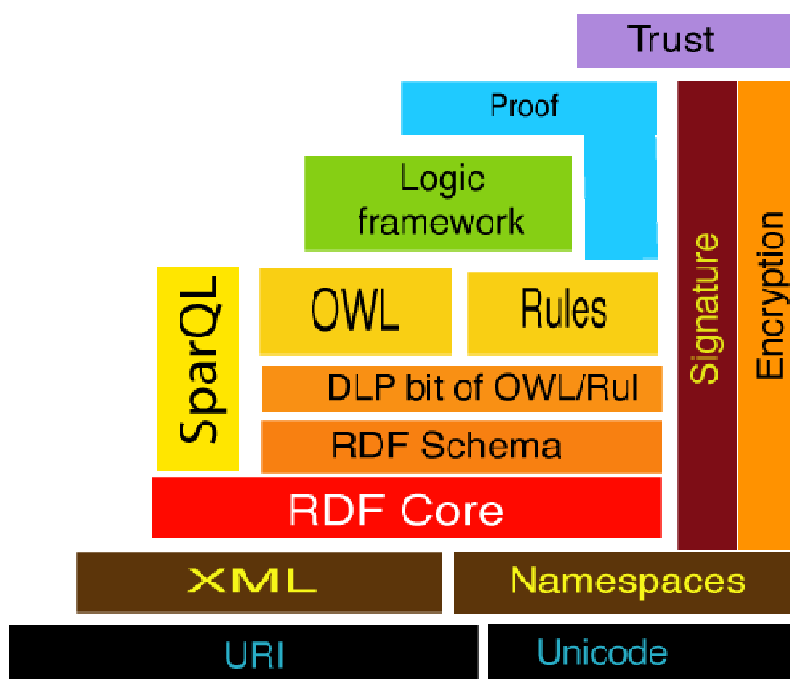 Trust
Proof
Logic
framework
SparQL
OWL
Rules
Signature
Encryption
DLP bit of OWL/Rul
RDF Schema
RDF Core
XML
Namespaces
URI
Unicode